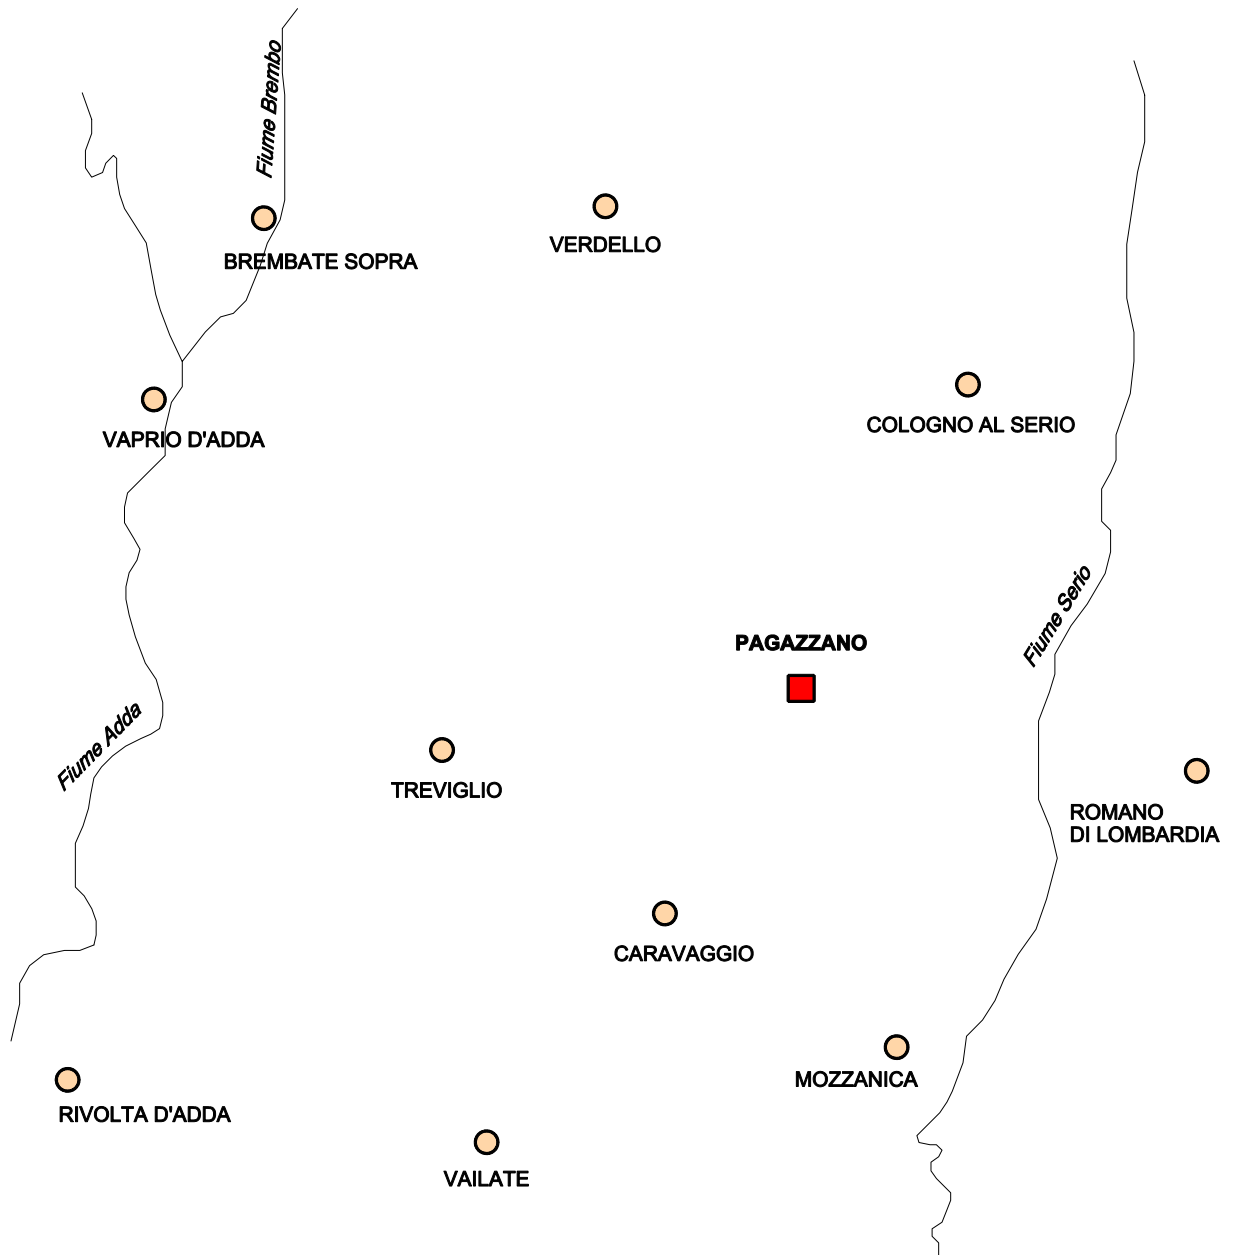 Fiume Brembo
VERDELLO
BREMBATE SOPRA
COLOGNO AL SERIO
VAPRIO D'ADDA
Fiume Serio
PAGAZZANO
Fiume Adda
TREVIGLIO
ROMANO
DI LOMBARDIA
CARAVAGGIO
MOZZANICA
RIVOLTA D'ADDA
VAILATE